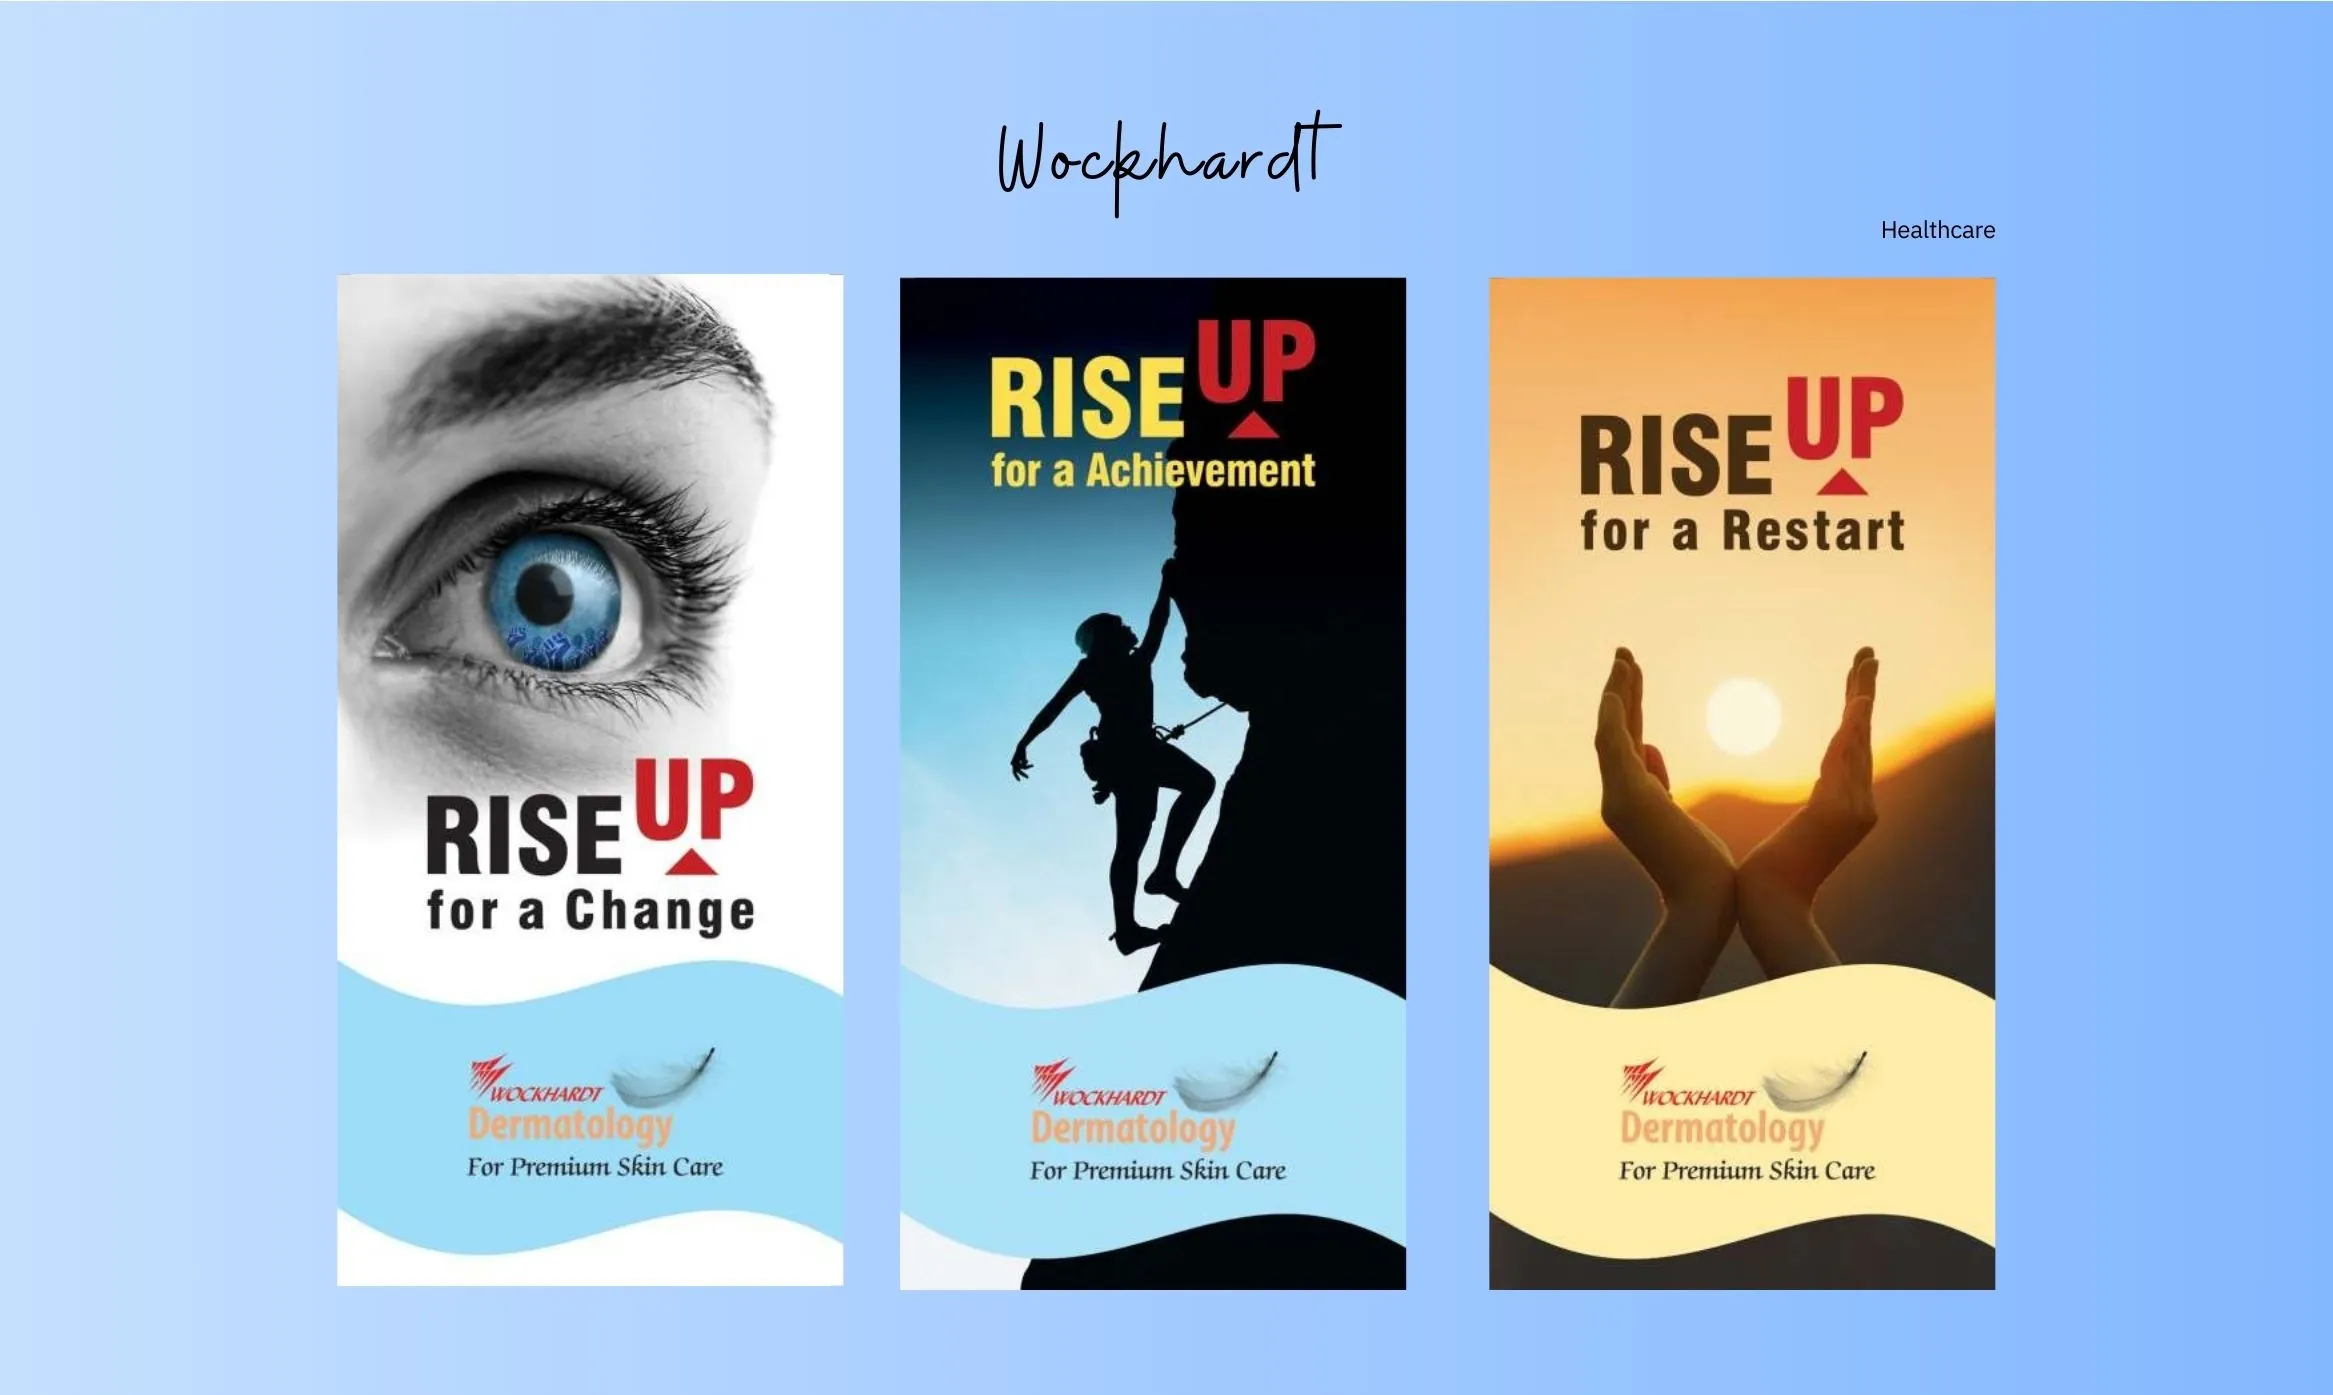 Wockhardt
Healthcare
RISE UP
for a Change
WOCKHARDT
Dermatology
For Premium Skin Care
RISE UP
for a Achievement
WOCKHARDT
Dermatology
For Premium Skin Care
RISE UP
for a Restart
WOCKHARDT
Dermatology
For Premium Skin Care